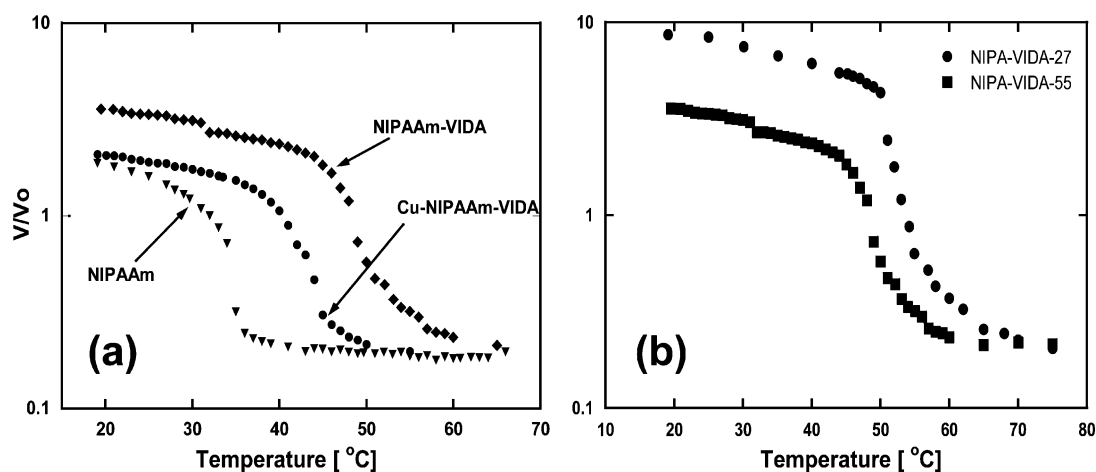 10
1
0.1
V/Vo
NIPAAm-VIDA
Cu-NIPAAm-VIDA
NIPAAm
(a)
20 30 40 50 60 70
Temperature [ °C]
10
1
0.1
NIPA-VIDA-27
NIPA-VIDA-55
(b)
10 20 30 40 50 60 70 80
Temperature [ °C]